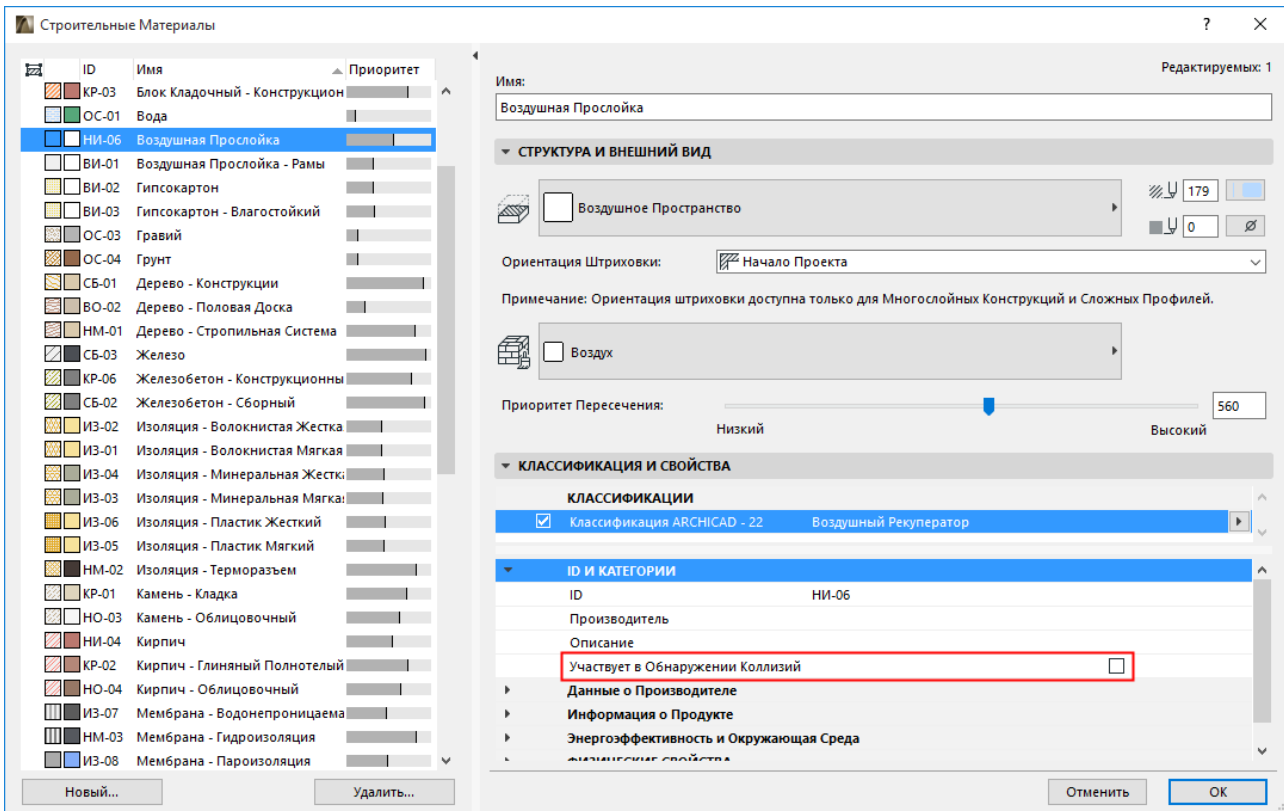 Строительные Материалы
? ×
ID Имя Приоритет
КР-03 Блок Кладочный - Конструкцион
ОС-01 Вода
НИ-06 Воздушная Прослойка
ВИ-01 Воздушная Прослойка - Рамы
ВИ-02 Гипсокартон
ВИ-03 Гипсокартон - Влагостойкий
ОС-03 Гравий
ОС-04 Грунт
СБ-01 Дерево - Конструкции
ВО-02 Дерево - Половая Доска
НМ-01 Дерево - Стропильная Система
СБ-03 Железо
КР-06 Железобетон - Конструкционны
СБ-02 Железобетон - Сборный
ИЗ-02 Изоляция - Волокнистая Жестка
ИЗ-01 Изоляция - Волокнистая Мягкая
ИЗ-04 Изоляция - Минеральная Жестка
ИЗ-03 Изоляция - Минеральная Мягка
ИЗ-06 Изоляция - Пластик Жесткий
ИЗ-05 Изоляция - Пластик Мягкий
НМ-02 Изоляция - Терморазъем
КР-01 Камень - Кладка
НО-03 Камень - Облицовочный
НИ-04 Кирпич
КР-02 Кирпич - Глиняный Полнотелый
НО-04 Кирпич - Облицовочный
ИЗ-07 Мембрана - Водонепроницаема
НМ-03 Мембрана - Гидроизоляция
ИЗ-08 Мембрана - Пароизоляция
Новый...
Удалить...
Редактируемых: 1
Имя:
Воздушная Прослойка
СТРУКТУРА И ВНЕШНИЙ ВИД
Воздушное Пространство
179
0
Ориентация Штриховки:
Начало Проекта
Примечание: Ориентация штриховки доступна только для Многослойных Конструкций и Сложных Профилей.
Воздух
Приоритет Пересечения:
560
Низкий
Высокий
КЛАССИФИКАЦИЯ И СВОЙСТВА
КЛАССИФИКАЦИИ
Классификация ARCHICAD - 22 Воздушный Рекуператор
ID И КАТЕГОРИИ
ID НИ-06
Производитель
Описание
Участвует в Обнаружении Коллизий
Данные о Производителе
Информация о Продукте
Энергоэффективность и Окружающая Среда
ФИЗИЧЕСКИЕ СВОЙСТВА
Отменить
OK